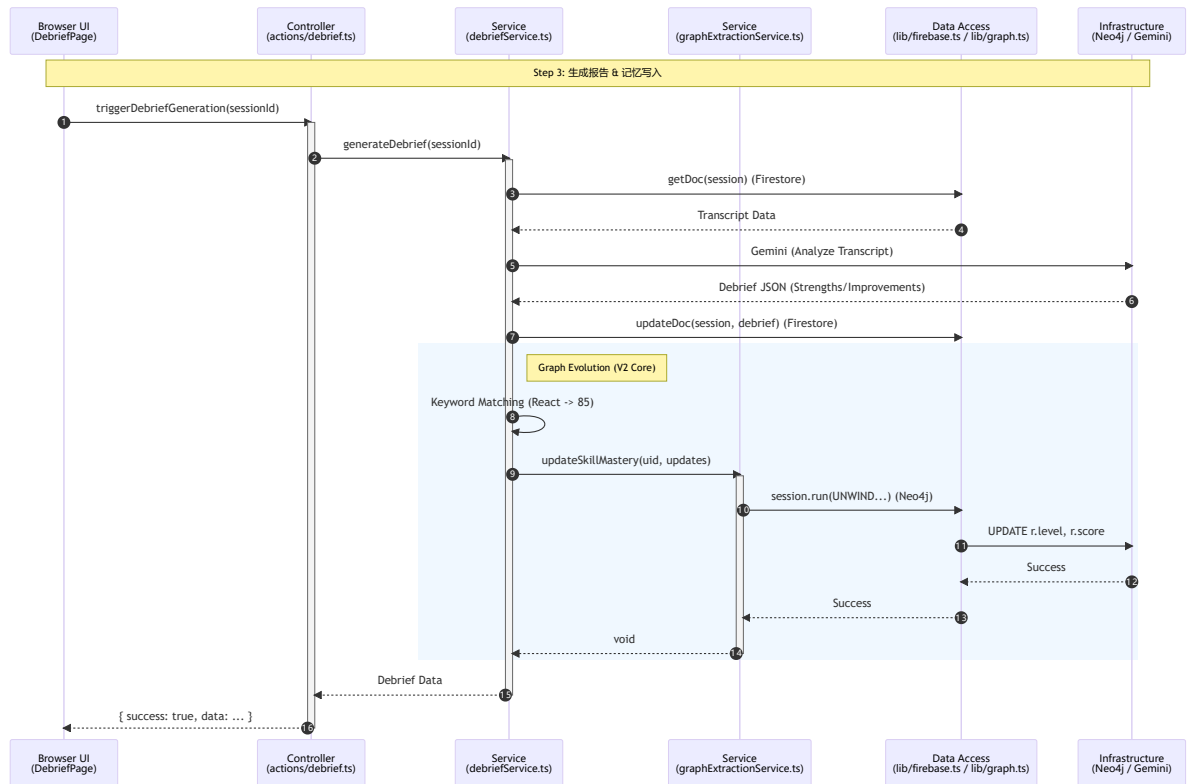 Browser UI
(DebriefPage)
Controller
(actions/debrief.ts)
Service
(debriefService.ts)
Service
(graphExtractionService.ts)
Data Access
(lib/firebase.ts / lib/graph.ts)
Infrastructure
(Neo4j / Gemini)
Step 3: 生成报告 & 记忆写入
triggerDebriefGeneration(sessionId)
1
generateDebrief(sessionId)
2
getDoc(session) (Firestore)
3
Transcript Data
4
Gemini (Analyze Transcript)
5
Debrief JSON (Strengths/Improvements)
6
updateDoc(session, debrief) (Firestore)
7
Graph Evolution (V2 Core)
Keyword Matching (React -> 85)
8
updateSkillMastery(uid, updates)
9
session.run(UNWIND...) (Neo4j)
10
UPDATE r.level, r.score
11
Success
12
Success
13
void
14
Debrief Data
15
{ success: true, data: ... }
16
Browser UI
(DebriefPage)
Controller
(actions/debrief.ts)
Service
(debriefService.ts)
Service
(graphExtractionService.ts)
Data Access
(lib/firebase.ts / lib/graph.ts)
Infrastructure
(Neo4j / Gemini)